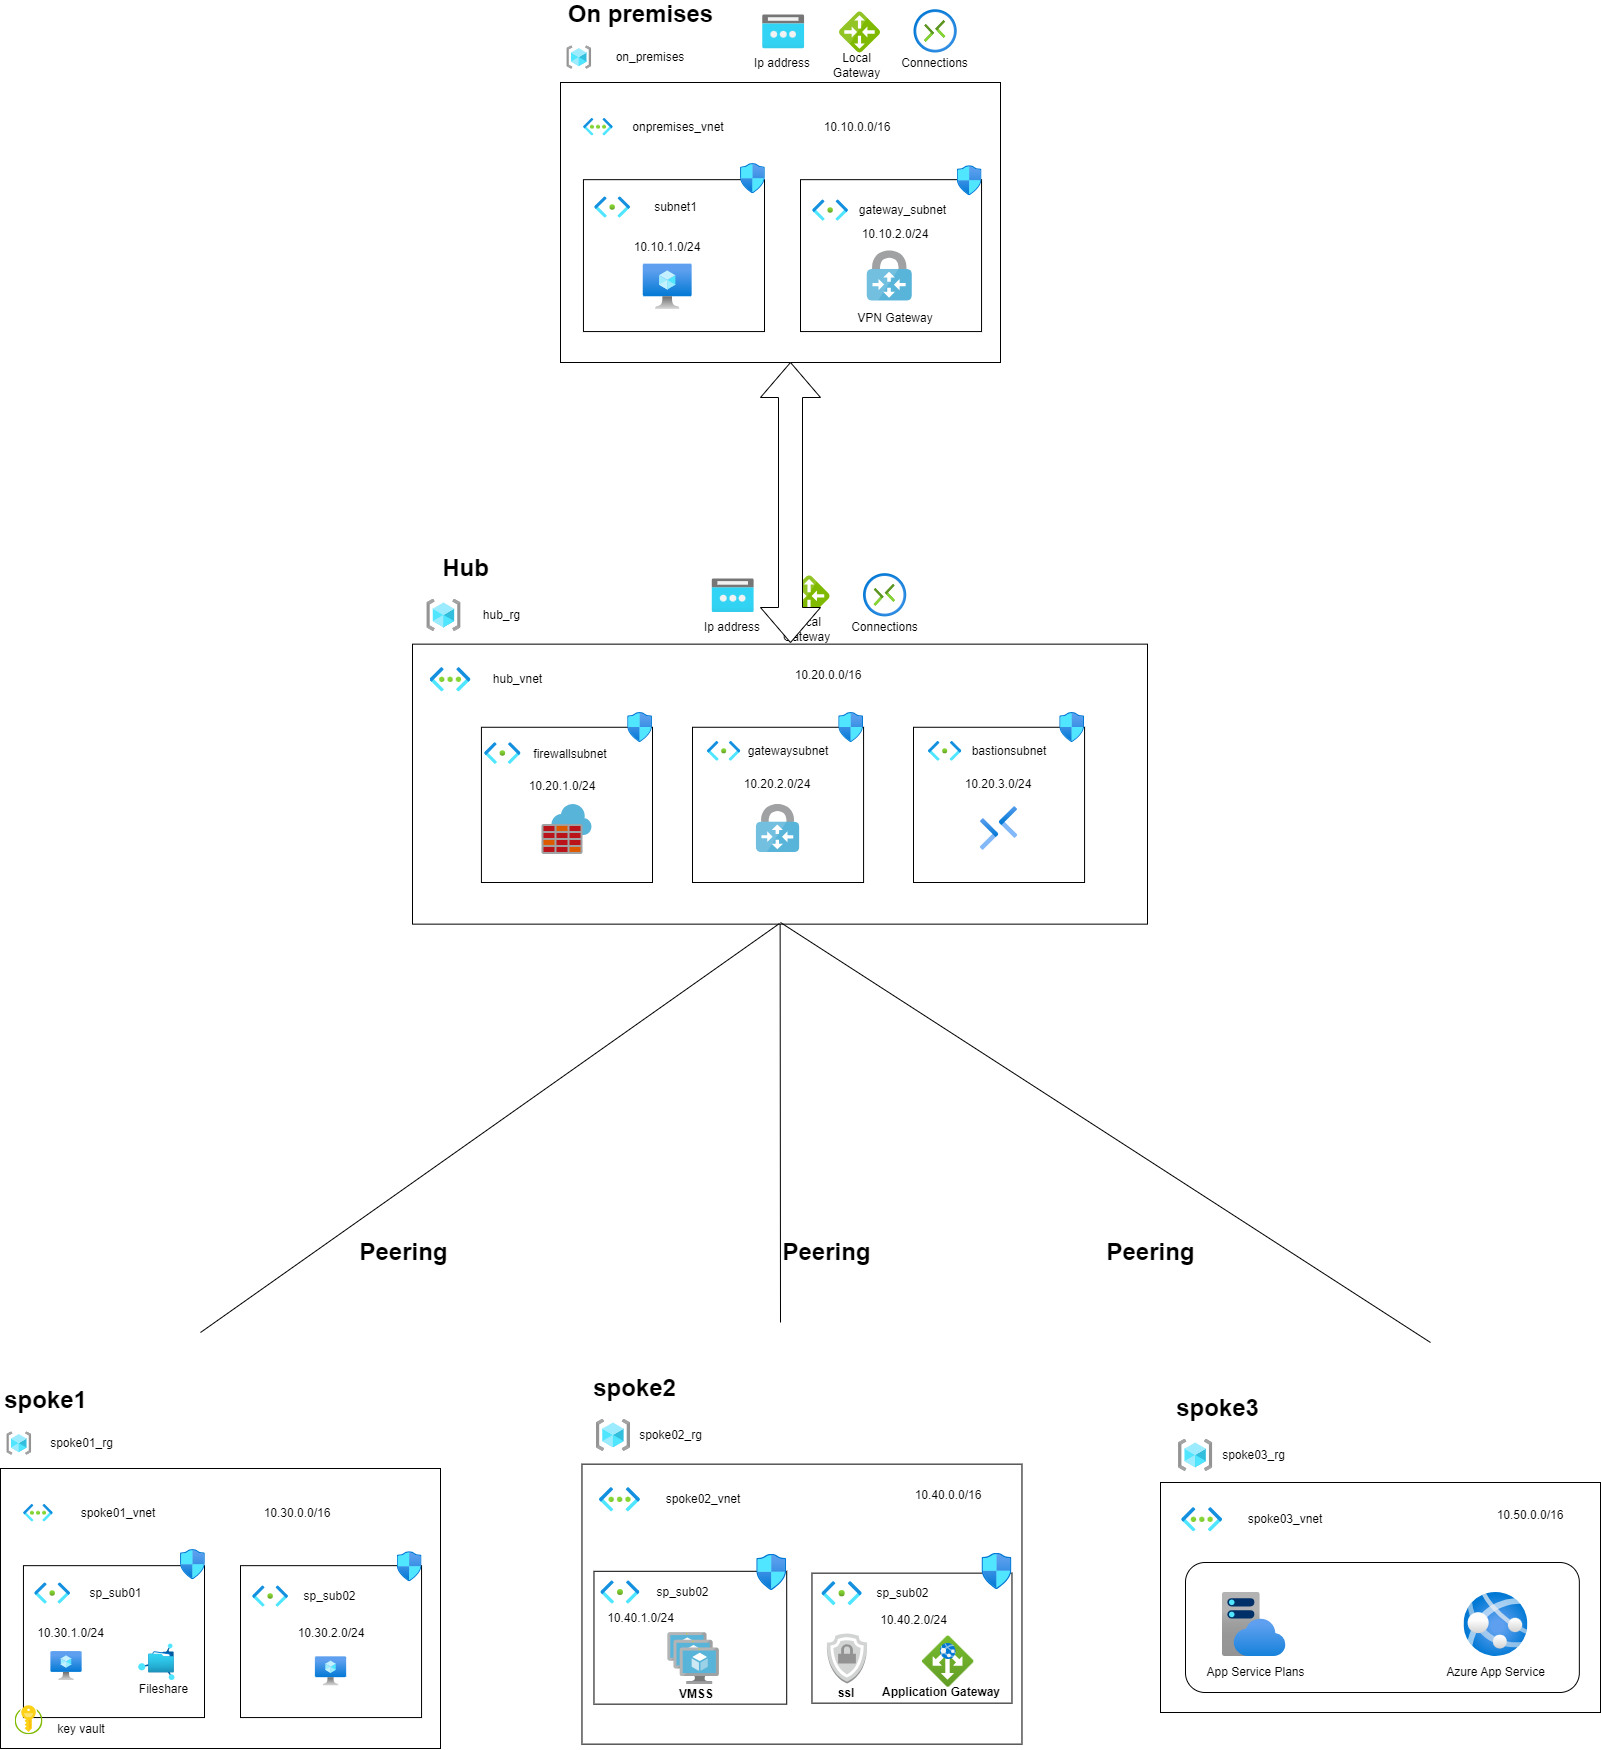 On premises
on_premises
Ip address
Local
Gateway
Connections
onpremises_vnet
10.10.0.0/16
subnet1
10.10.1.0/24
gateway_subnet
10.10.2.0/24
VPN Gateway
Hub
hub_rg
Ip address
Connections
hub_vnet
10.20.0.0/16
firewallsubnet
10.20.1.0/24
gatewaysubnet
10.20.2.0/24
bastionsubnet
10.20.3.0/24
Peering
Peering
Peering
spoke1
spoke01_rg
spoke01_vnet
10.30.0.0/16
sp_sub01
10.30.1.0/24
Fileshare
key vault
sp_sub02
10.30.2.0/24
spoke2
spoke02_rg
spoke02_vnet
10.40.0.0/16
sp_sub02
10.40.1.0/24
VMSS
sp_sub02
10.40.2.0/24
ssl
Application Gateway
spoke3
spoke03_rg
spoke03_vnet
10.50.0.0/16
App Service Plans
Azure App Service